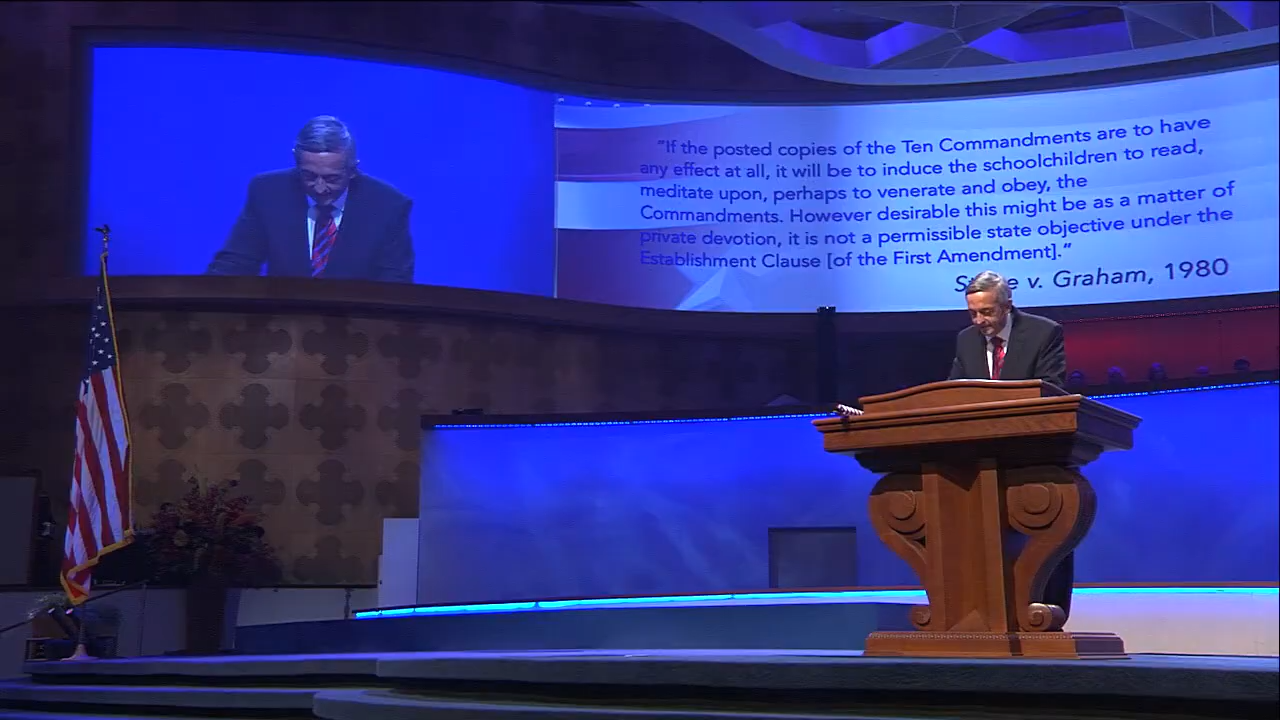 "If the posted copies of the Ten Commandments are to have
any effect at all, it will be to induce the schoolchildren to read,
meditate upon, perhaps to venerate and obey, the
Commandments. However desirable this might be as a matter of
private devotion, it is not a permissible state objective under the
Establishment Clause [of the First Amendment]."
v. Graham, 1980